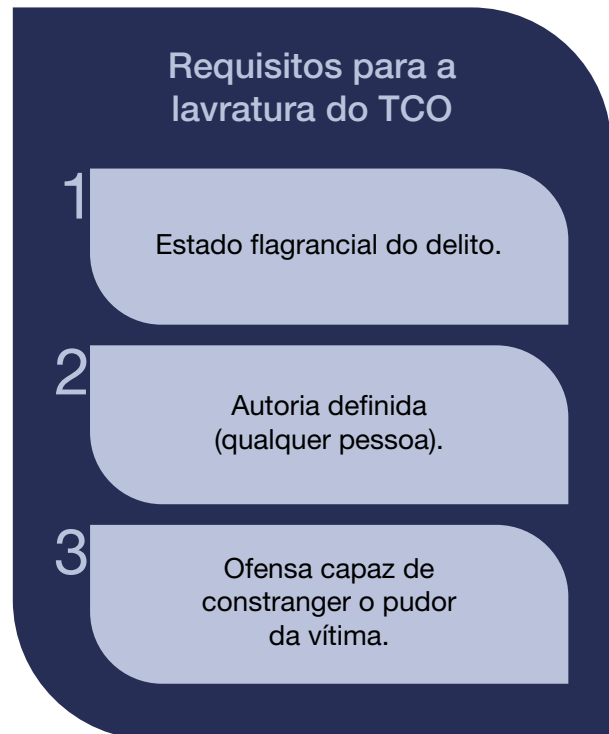 Requisitos para a
lavratura do TCO
1
Estado flagrancial do delito.
2
Autoria definida
(qualquer pessoa).
3
Ofensa capaz de
constranger o pudor
da vítima.